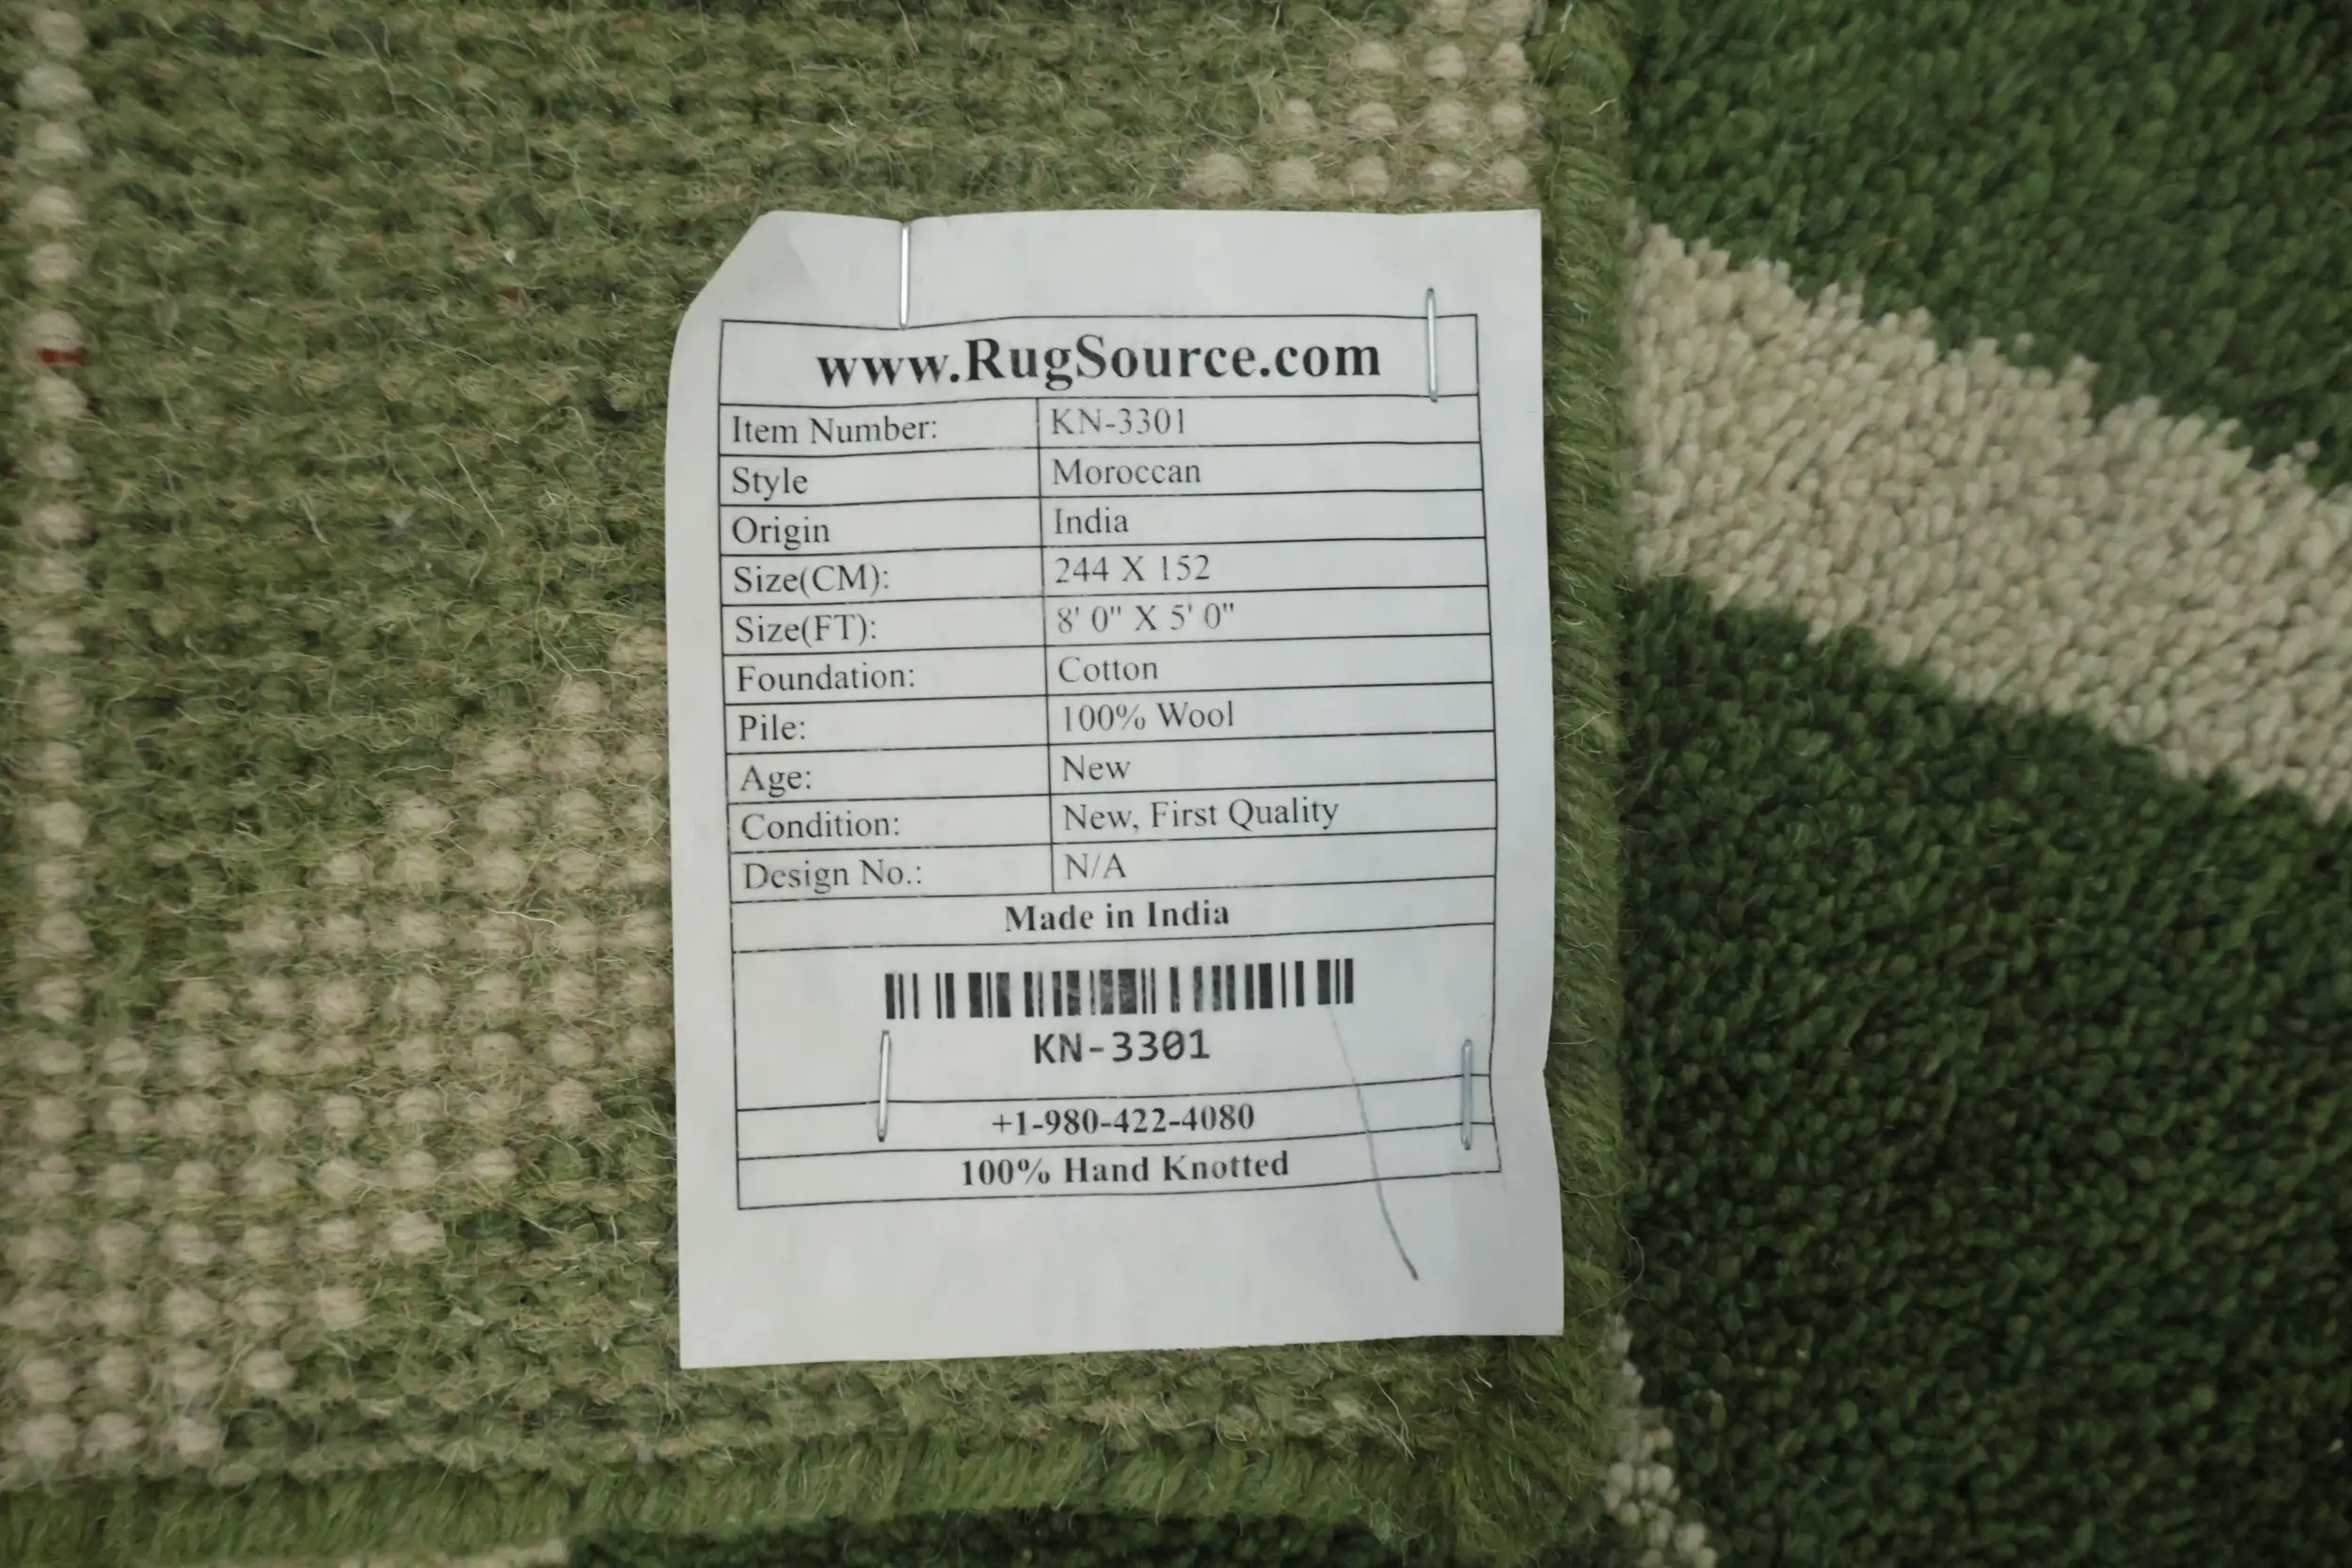 www.RugSource.com
Item Number: KN-3301
Style Moroccan
Origin India
Size(CM): 244 X 152
Size(FT): 8' 0" X 5' 0"
Foundation: Cotton
Pile: 100% Wool
Age: New
Condition: New, First Quality
Design No.: N/A
Made in India
KN-3301
+1-980-422-4080
100% Hand Knotted